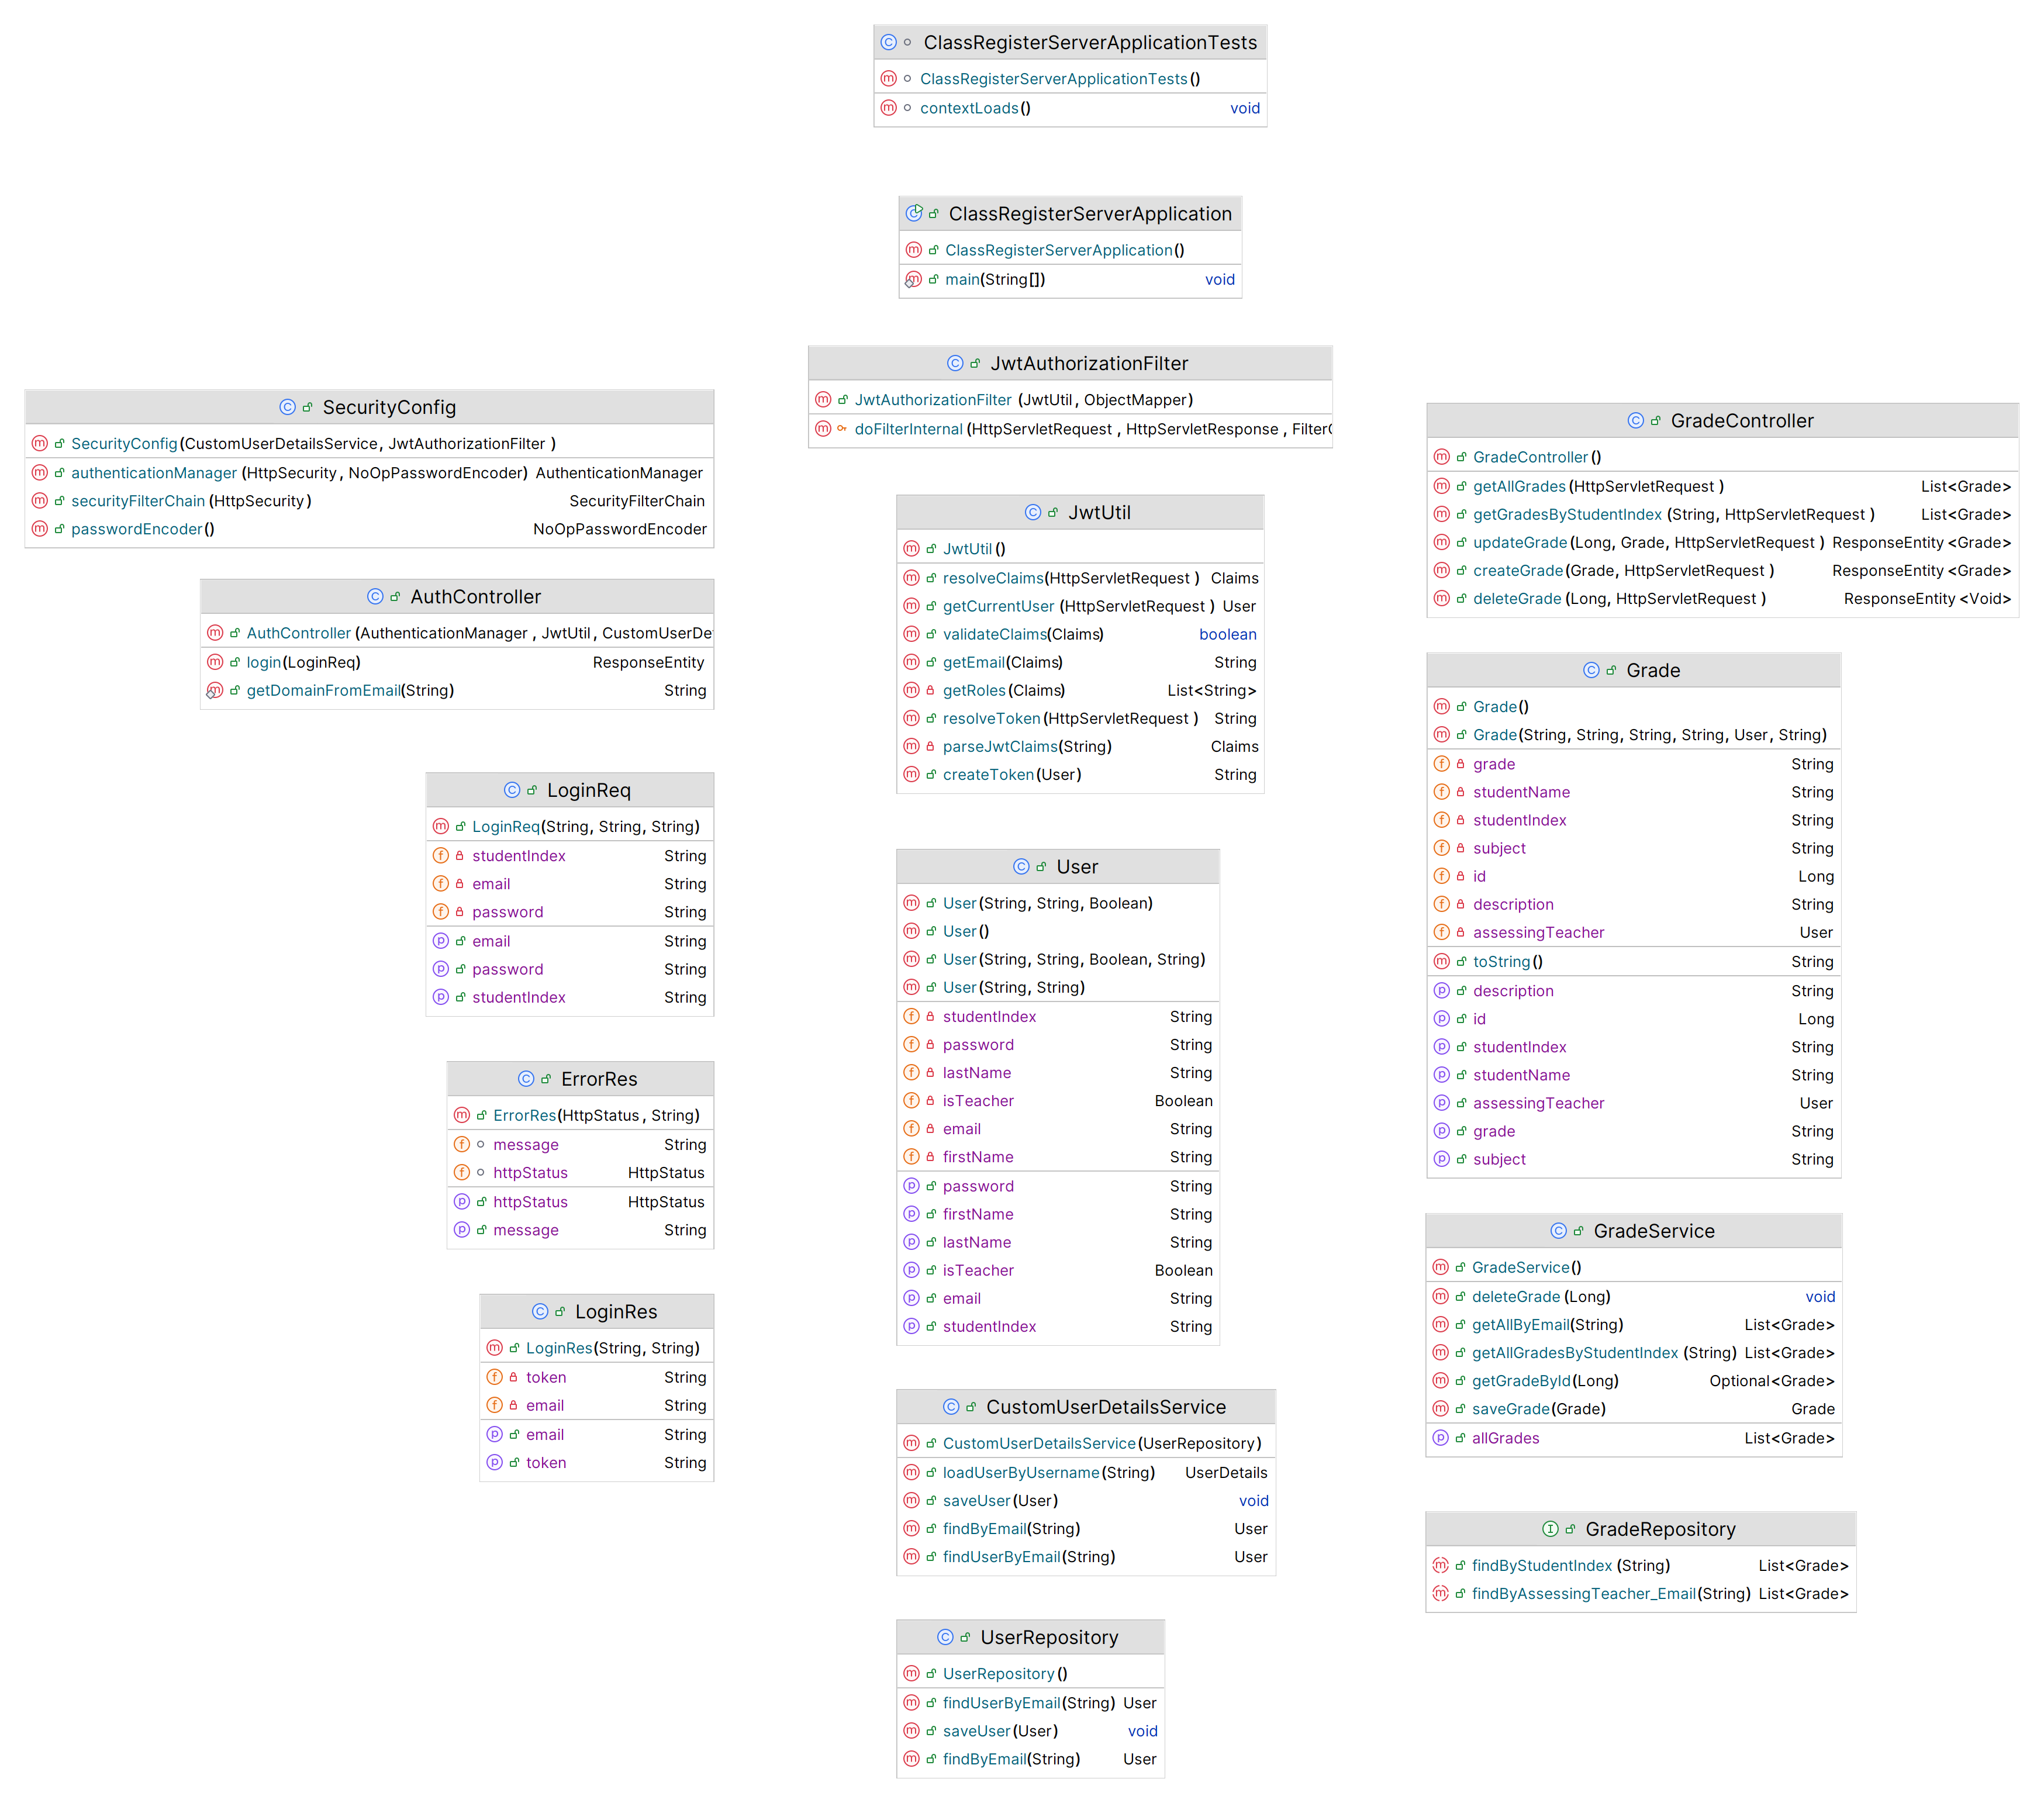 ClassRegisterServerApplicationTests
ClassRegisterServerApplicationTests()
contextLoads() void
ClassRegisterServerApplication
ClassRegisterServerApplication()
main(String[]) void
JwtAuthorizationFilter
JwtAuthorizationFilter (JwtUtil, ObjectMapper)
doFilterInternal (HttpServletRequest, HttpServletResponse,
SecurityConfig
SecurityConfig(CustomUserDetailsService, JwtAuthorizationFilter)
authenticationManager (HttpSecurity, NoOpPasswordEncoder) AuthenticationManager
securityFilterChain (HttpSecurity) SecurityFilterChain
passwordEncoder() NoOpPasswordEncoder
AuthController
AuthController (AuthenticationManager, JwtUtil,
login(LoginReq) ResponseEntity
getDomainFromEmail(String) String
LoginReq
LoginReq(String, String, String)
studentIndex String
email String
password String
email String
password String
studentIndex String
ErrorRes
ErrorRes(HttpStatus, String)
message String
httpStatus HttpStatus
httpStatus HttpStatus
message String
LoginRes
LoginRes(String, String)
token String
email String
email String
token String
JwtUtil
JwtUtil()
resolveClaims(HttpServletRequest) Claims
getCurrentUser (HttpServletRequest) User
validateClaims(Claims) boolean
getEmail(Claims) String
getRoles(Claims) List<String>
resolveToken(HttpServletRequest) String
parseJwtClaims(String) Claims
createToken(User) String
User
User(String, String, Boolean)
User()
User(String, String, Boolean, String)
User(String, String)
studentIndex String
password String
lastName String
isTeacher Boolean
email String
firstName String
password String
firstName String
lastName String
isTeacher Boolean
email String
studentIndex String
CustomUserDetailsService
CustomUserDetailsService(UserRepository)
loadUserByUsername(String) UserDetails
saveUser(User) void
findByEmail(String) User
findUserByEmail(String) User
UserRepository
UserRepository()
findUserByEmail(String) User
saveUser(User) void
findByEmail(String) User
GradeController
GradeController()
getAllGrades(HttpServletRequest) List<Grade>
getGradesByStudentIndex (String, HttpServletRequest) List<Grade>
updateGrade(Long, Grade, HttpServletRequest) ResponseEntity<Grade>
createGrade(Grade, HttpServletRequest) ResponseEntity<Grade>
deleteGrade(Long, HttpServletRequest) ResponseEntity<Void>
Grade
Grade()
Grade(String, String, String, String, User, String)
grade String
studentName String
studentIndex String
subject String
id Long
description String
assessingTeacher User
toString() String
description String
id Long
studentIndex String
studentName String
assessingTeacher User
grade String
subject String
GradeService
GradeService()
deleteGrade(Long) void
getAllByEmail(String) List<Grade>
getAllGradesByStudentIndex (String) List<Grade>
getGradeById(Long) Optional<Grade>
saveGrade(Grade) Grade
allGrades List<Grade>
GradeRepository
findByStudentIndex (String) List<Grade>
findByAssessingTeacher_Email(String) List<Grade>